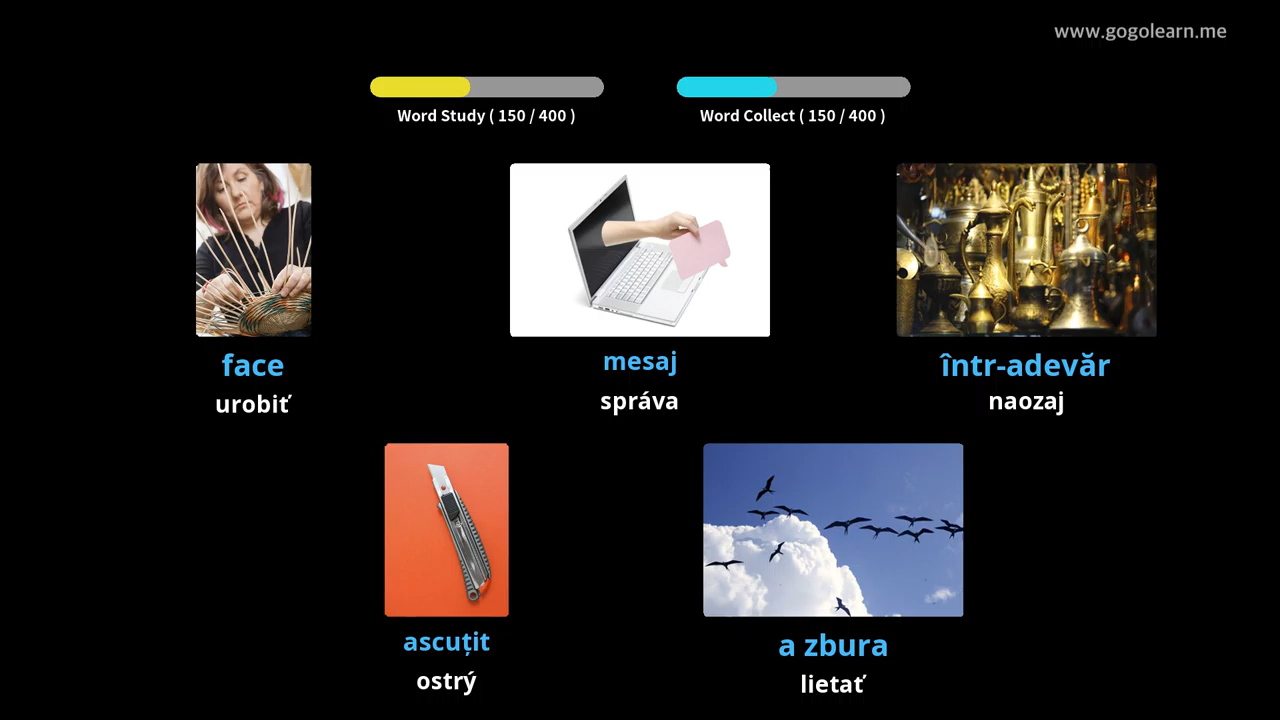 www.gogolearn.me
Word Study ( 150 / 400 )
Word Collect ( 150 / 400 )
face
urobiť
mesaj
správa
într-adevăr
naozaj
ascuțit
ostrý
a zbura
lietať